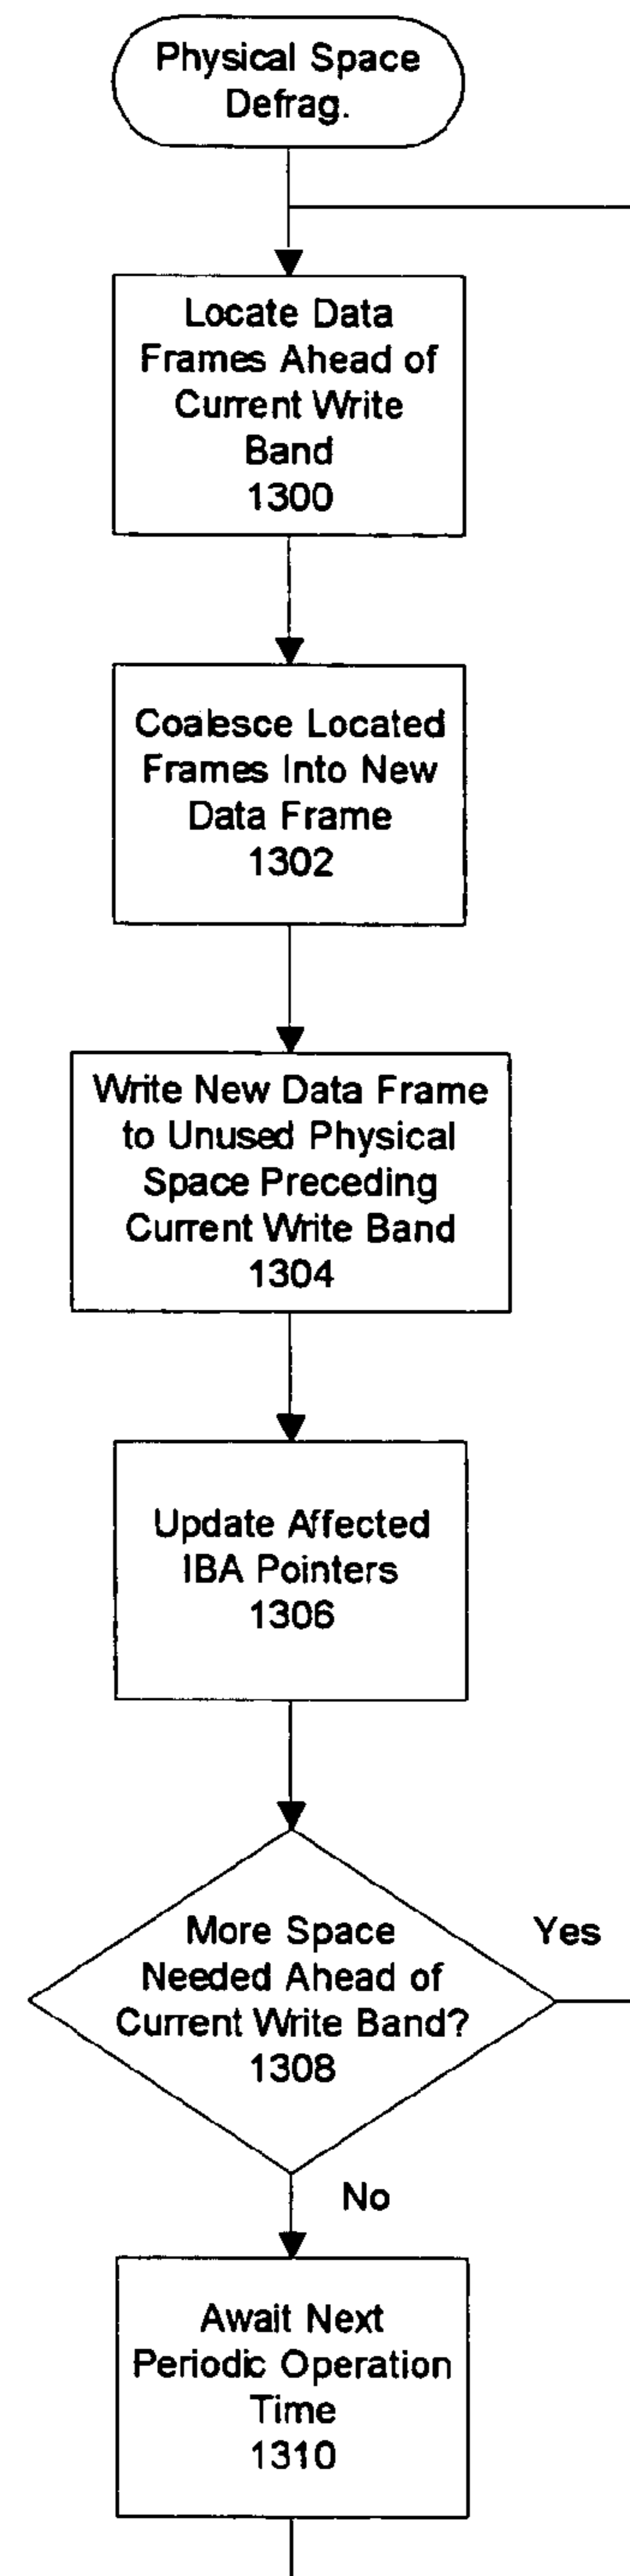 Physical Space
Defrag.
Locate Data
Frames Ahead of
Current Write
Band
1300
Coalesce Located
Frames Into New
Data Frame
1302
Write New Data Frame
to Unused Physical
Space Preceding
Current Write Band
1304
Update Affected
IBA Pointers
1306
More Space
Needed Ahead of
Current Write Band?
1308
Yes
No
Await Next
Periodic Operation
Time
1310